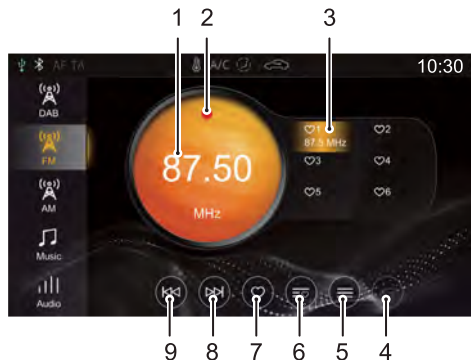 1 2 3
AF TA A/C 10:30
DAB
FM
AM
Music
Audio
87.50
MHz
1
87.5 MHz
2
3 4
5 6
9 8 7 6 5 4